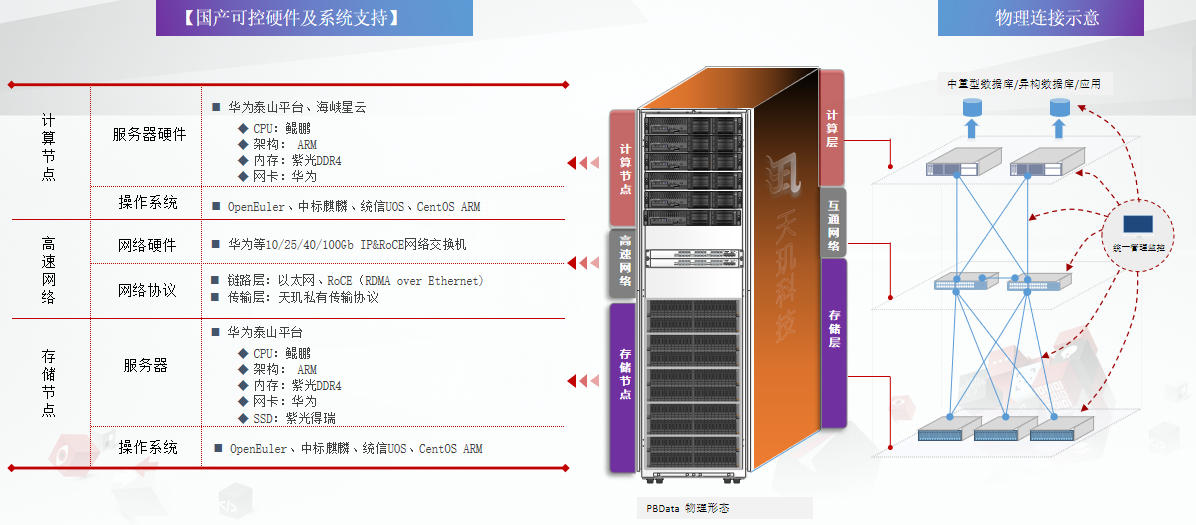 【国产可控硬件及系统支持】
计算节点
服务器硬件
■ 华为泰山平台、海峡星云
◆ CPU：鲲鹏
◆ 架构： ARM
◆ 内存：紫光DDR4
◆ 网卡：华为
操作系统
■ OpenEuler、中标麒麟、统信UOS、CentOS ARM
高速网络
网络硬件
■ 华为等10/25/40/100Gb IP&RoCE网络交换机
网络协议
■ 链路层：以太网、RoCE（RDMA over Ethernet)
■ 传输层：天玑私有传输协议
存储节点
服务器
■ 华为泰山平台
◆ CPU：鲲鹏
◆ 架构： ARM
◆ 内存：紫光DDR4
◆ 网卡：华为
◆ SSD：紫光得瑞
操作系统
■ OpenEuler、中标麒麟、统信UOS、CentOS ARM
计算节点
高速网络
存储节点
天玑科技
计算层
互通网络
存储层
PBData 物理形态
物理连接示意
中重型数据库/异构数据库/应用
统一管理监控